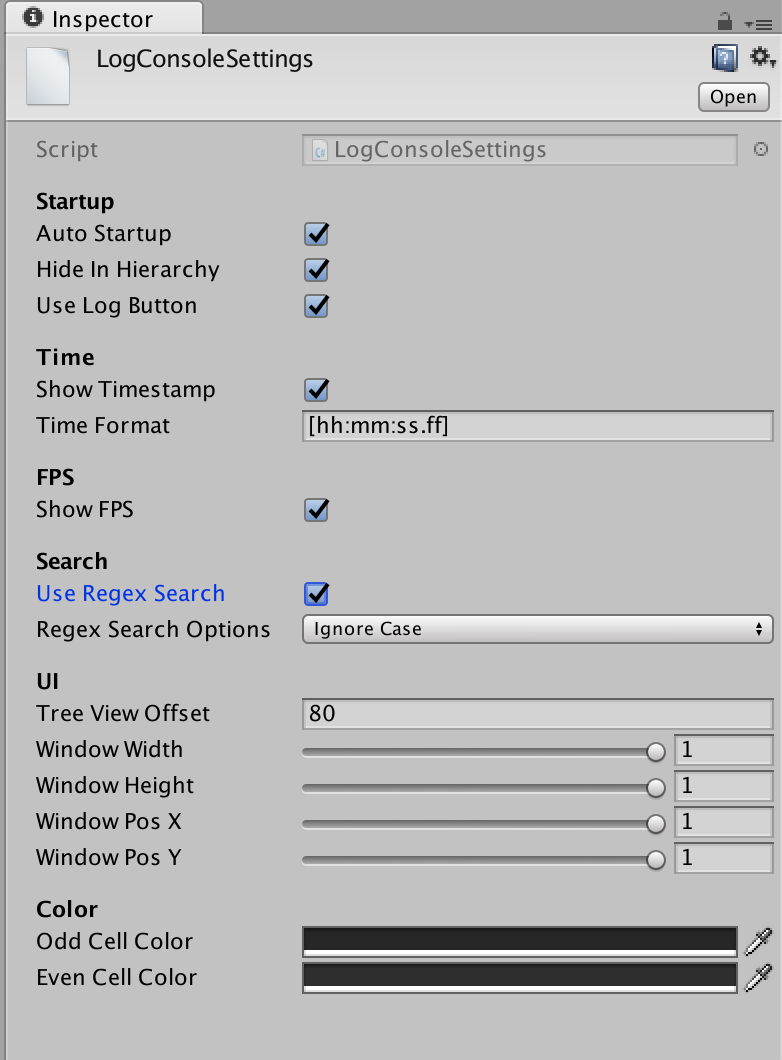 Inspector
LogConsoleSettings
Open
Script LogConsoleSettings
Startup
Auto Startup
Hide In Hierarchy
Use Log Button
Time
Show Timestamp
Time Format [hh:mm:ss.ff]
FPS
Show FPS
Search
Use Regex Search
Regex Search Options Ignore Case
UI
Tree View Offset 80
Window Width 1
Window Height 1
Window Pos X 1
Window Pos Y 1
Color
Odd Cell Color
Even Cell Color